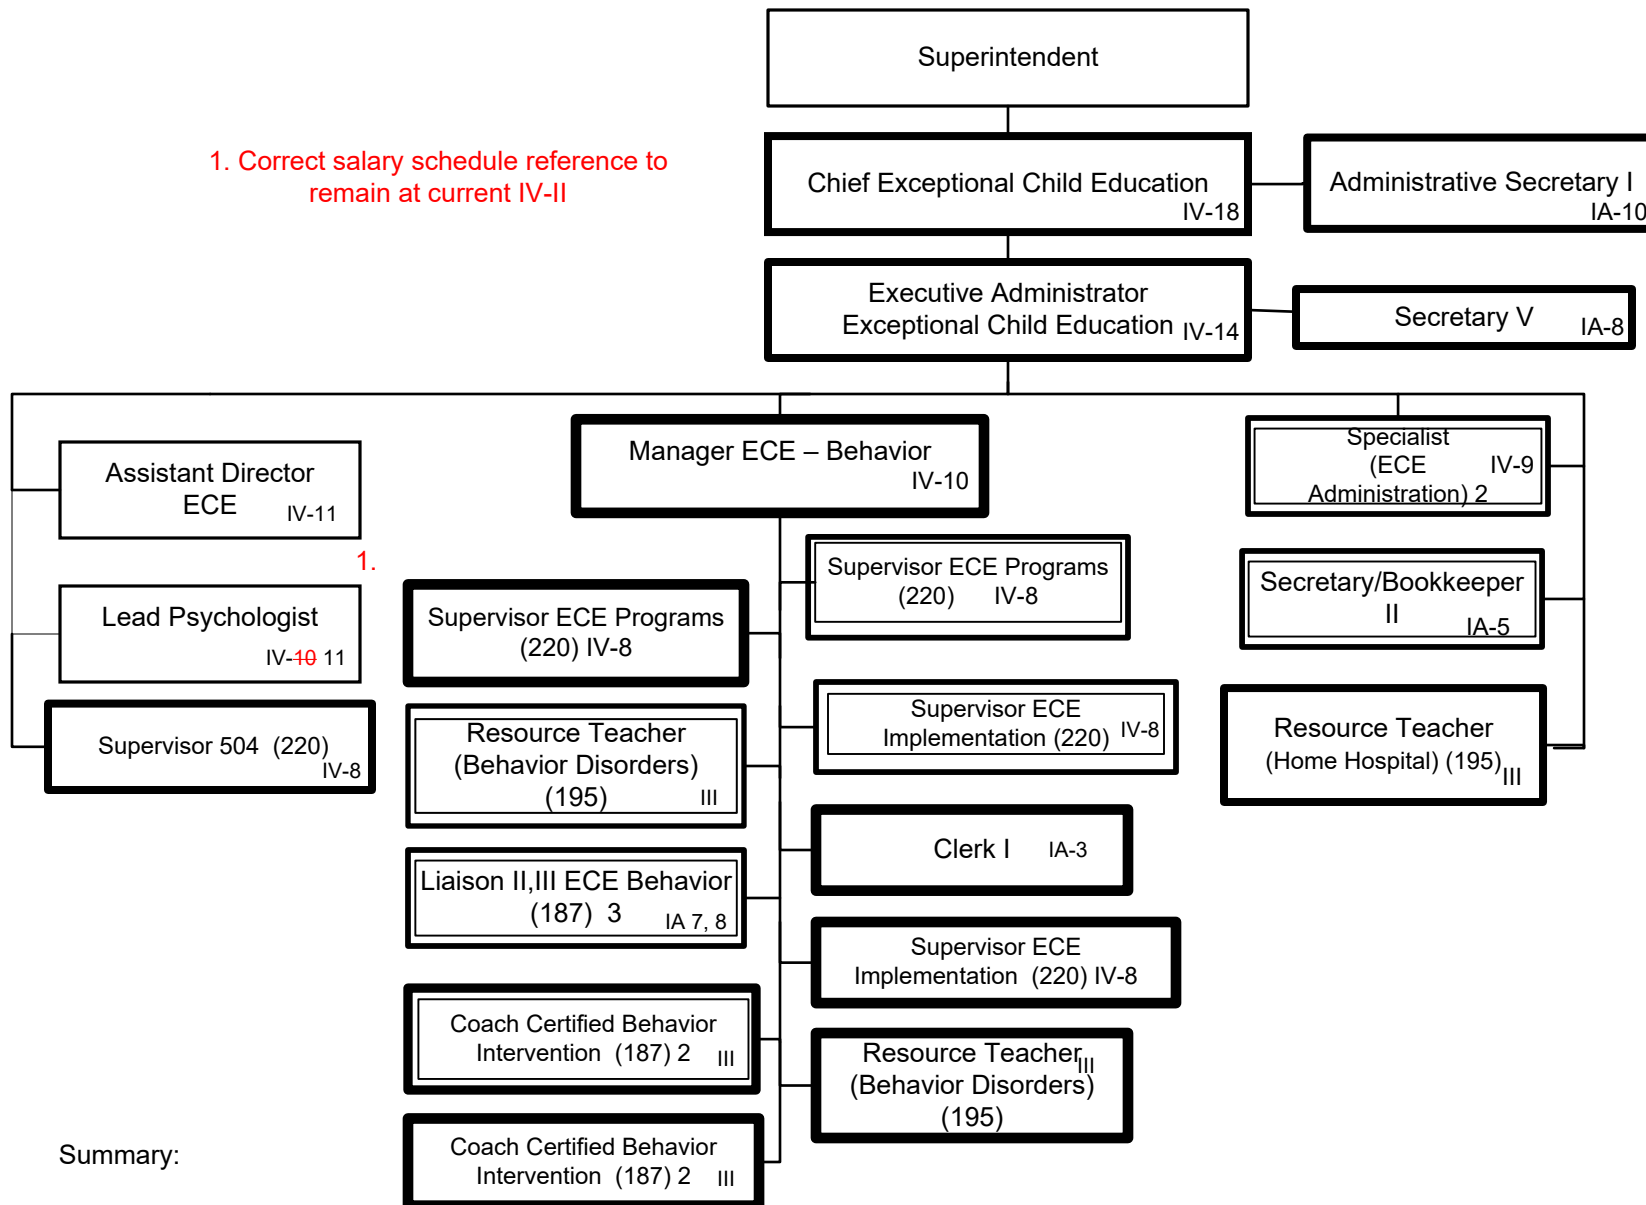 Superintendent
1. Correct salary schedule reference to
remain at current IV-II
Chief Exceptional Child Education
IV-18
Administrative Secretary I
IA-10
Executive Administrator
Exceptional Child Education IV-14
Secretary V IA-8
Assistant Director
ECE IV-11
1.
Lead Psychologist
IV-10 11
Supervisor 504 (220)
IV-8
Manager ECE – Behavior
IV-10
Supervisor ECE Programs
(220) IV-8
Supervisor ECE Programs
(220) IV-8
Resource Teacher
(Behavior Disorders)
(195) III
Supervisor ECE
Implementation (220) IV-8
Liaison II,III ECE Behavior
(187) 3 IA 7, 8
Clerk I IA-3
Supervisor ECE
Implementation (220) IV-8
Coach Certified Behavior
Intervention (187) 2 III
Resource Teacher III
(Behavior Disorders)
(195)
Coach Certified Behavior
Intervention (187) 2 III
Specialist
(ECE IV-9
Administration) 2
Secretary/Bookkeeper
II IA-5
Resource Teacher
(Home Hospital) (195) III
Summary: